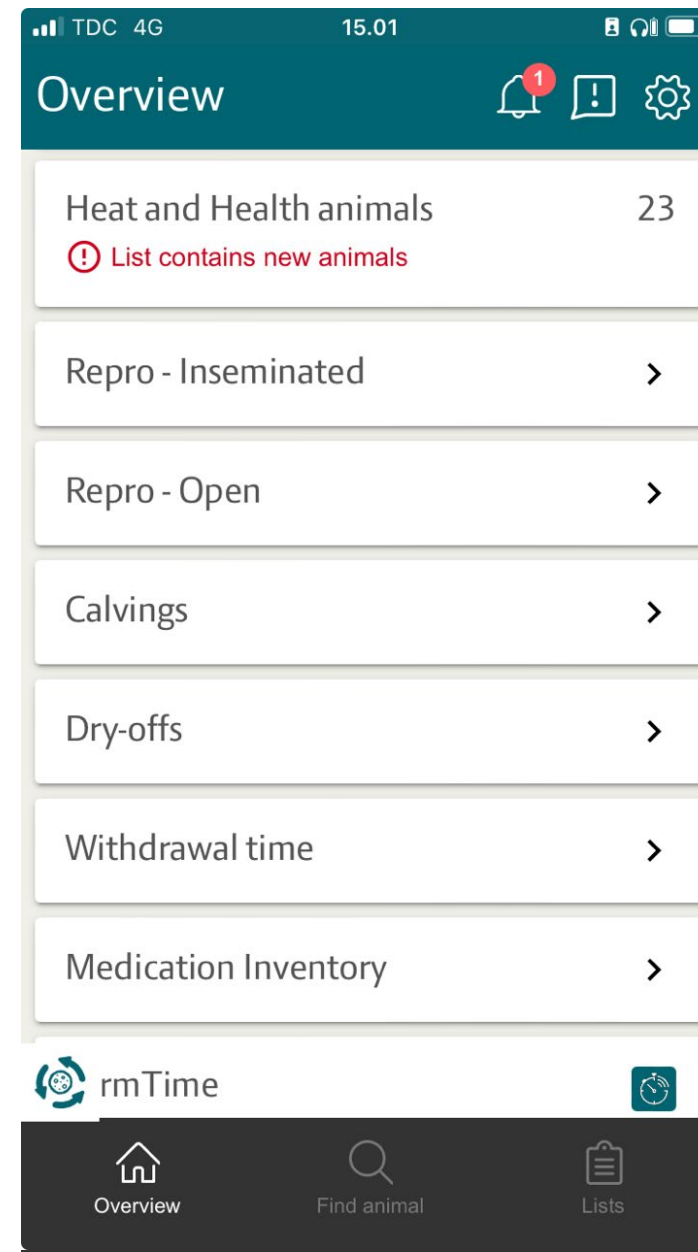 TDC 4G 15.01
Overview
1
Heat and Health animals 23
List contains new animals
Repro - Inseminated
Repro - Open
Calvings
Dry-offs
Withdrawal time
Medication Inventory
rmTime
Overview Find animal Lists